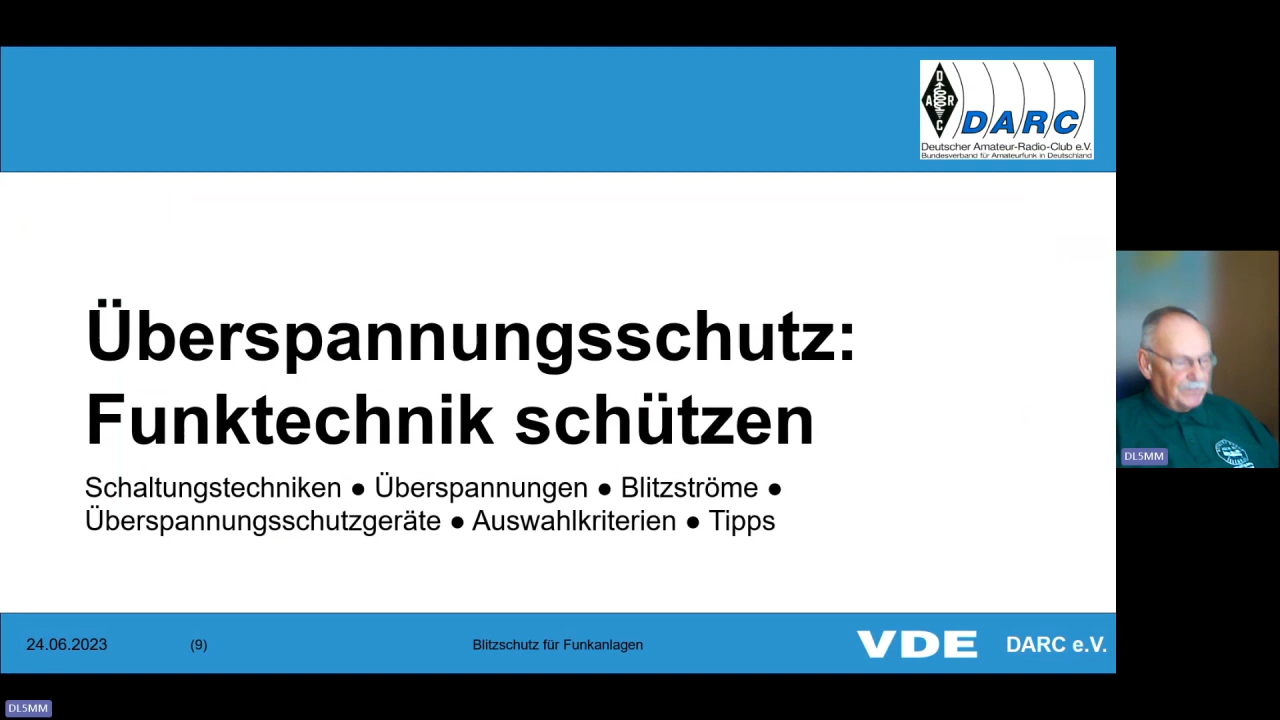 D
A R
C
DARC
Deutscher Amateur-Radio-Club e.V.
Bundesverband für Amateurfunk in Deutschland
Überspannungsschutz:
Funktechnik schützen
Schaltungstechniken ● Überspannungen ● Blitzströme ●
Überspannungsschutzgeräte ● Auswahlkriterien ● Tipps
DL5MM
24.06.2023 (9) Blitzschutz für Funkanlagen VDE DARC e.V.
DL5MM